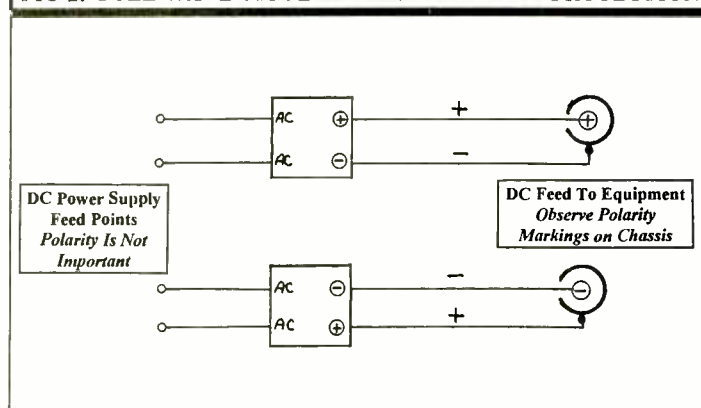 AC ⊕ + ⊕
AC ⊖ −
DC Power Supply
Feed Points
Polarity Is Not
Important
DC Feed To Equipment
Observe Polarity
Markings on Chassis
AC ⊖ − ⊖
AC ⊕ +